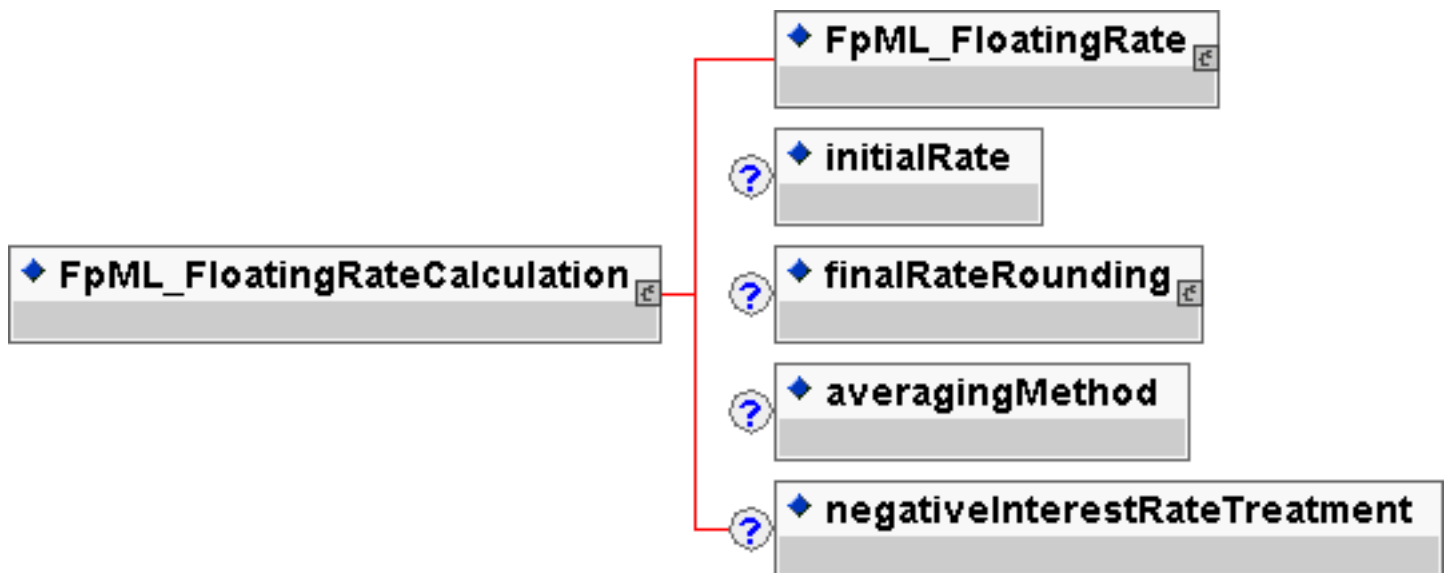 FpML_FloatingRate
? initialRate
FpML_FloatingRateCalculation
? finalRateRounding
? averagingMethod
? negativeInterestRateTreatment